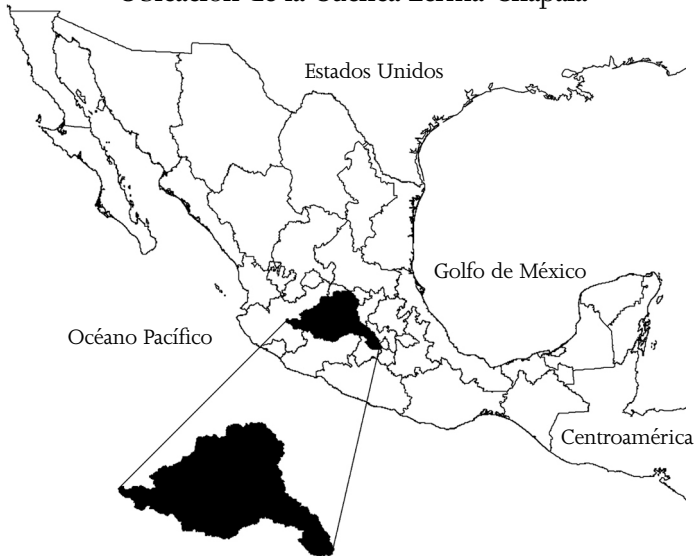 Ubicación de la Cuenca Lerma-Chapala
Estados Unidos
Golfo de México
Océano Pacífico
Centroamérica